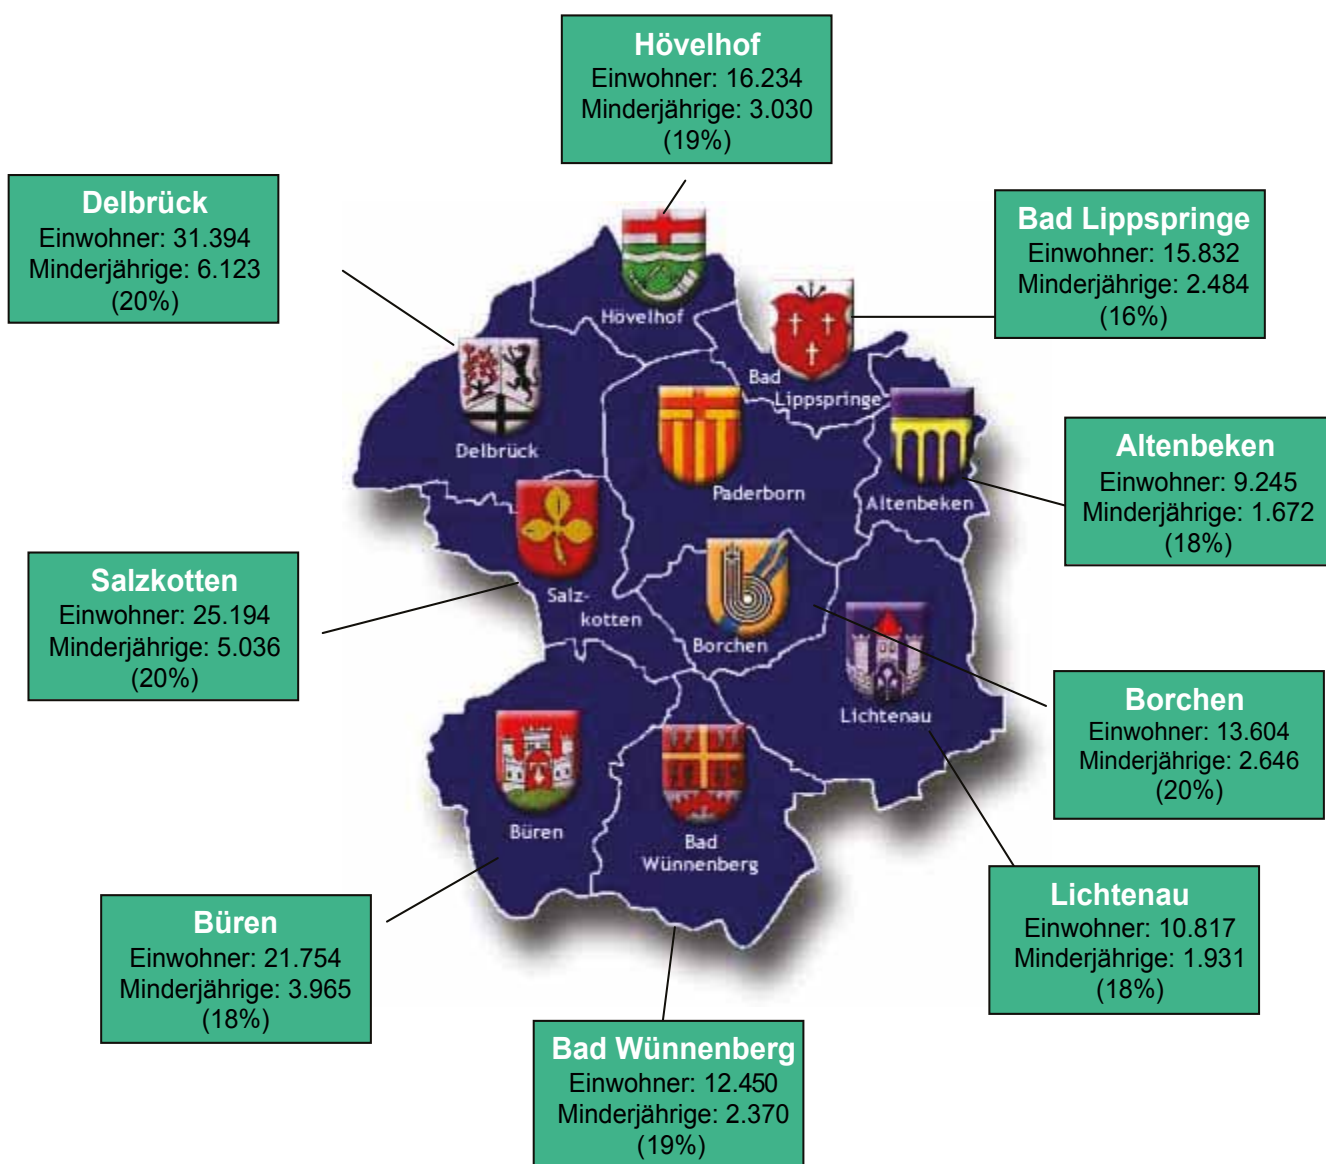 Hövelhof
Einwohner: 16.234
Minderjährige: 3.030
(19%)
Delbrück
Einwohner: 31.394
Minderjährige: 6.123
(20%)
Bad Lippspringe
Einwohner: 15.832
Minderjährige: 2.484
(16%)
Altenbeken
Einwohner: 9.245
Minderjährige: 1.672
(18%)
Salzkotten
Einwohner: 25.194
Minderjährige: 5.036
(20%)
Borchen
Einwohner: 13.604
Minderjährige: 2.646
(20%)
Büren
Einwohner: 21.754
Minderjährige: 3.965
(18%)
Lichtenau
Einwohner: 10.817
Minderjährige: 1.931
(18%)
Bad Wünnenberg
Einwohner: 12.450
Minderjährige: 2.370
(19%)
Hövelhof
Bad
Lippspringe
Delbrück
Paderborn
Altenbeken
Salz-
kotten
Borchen
Lichtenau
Büren
Bad
Wünnenberg